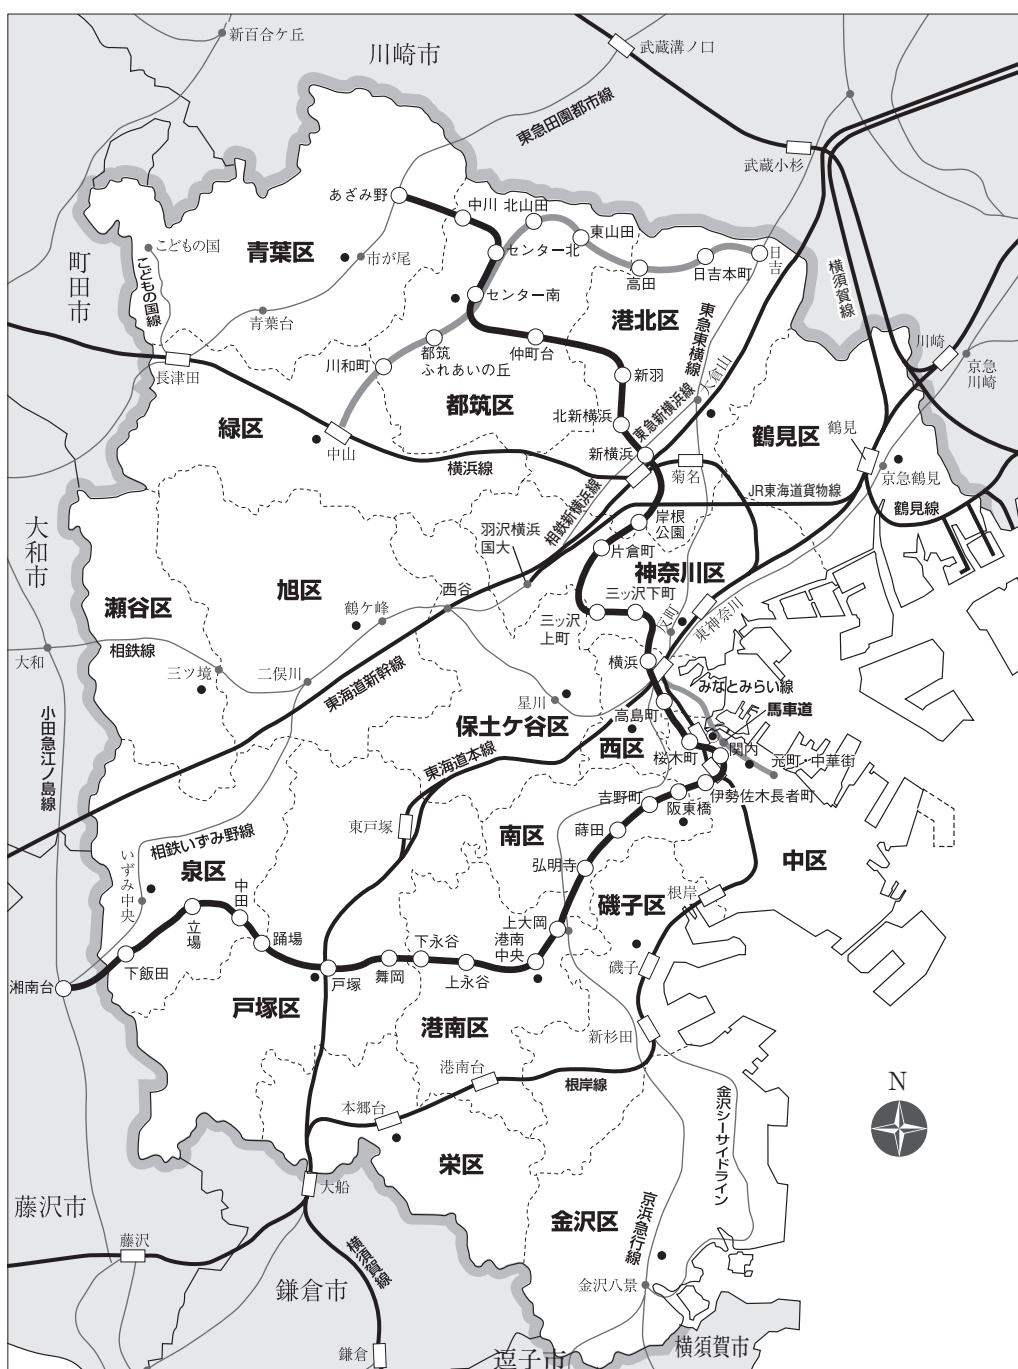 新百合ケ丘
川崎市
武蔵溝ノ口
東急田園都市線
武蔵小杉
あざみ野
中川
北山田
こどもの国
青葉区
市が尾
センター北
東山田
日吉
町田市
こどもの国線
高田
日吉本町
横須賀線
センター南
青葉台
港北区
東急東横線
川崎
都筑
ふれあいの丘
仲町台
京急
川崎
長津田
川和町
新羽
大倉山
都筑区
東急新横浜線
緑区
北新横浜
鶴見区
鶴見
中山
新横浜
横浜線
菊名
京急鶴見
JR東海道貨物線
鶴見線
相鉄新横浜線
大和市
羽沢横浜
国大
岸根
公園
片倉町
神奈川区
旭区
西谷
瀬谷区
鶴ケ峰
三ッ沢下町
三ッ沢
上町
反町
東神奈川
相鉄線
大和
三ツ境
二俣川
横浜
東海道新幹線
みなとみらい線
小田急江ノ島線
星川
高島町
馬車道
保土ケ谷区
西区
桜木町
関内
元町・中華街
東海道本線
吉野町
阪東橋
伊勢佐木長者町
東戸塚
南区
蒔田
相鉄いずみ野線
泉区
いずみ中央
弘明寺
中区
磯子区
根岸
中田
立場
上大岡
踊場
下永谷
港南
中央
下飯田
戸塚
舞岡
上永谷
磯子
湘南台
戸塚区
港南区
新杉田
港南台
根岸線
N
本郷台
金沢シーサイドライン
栄区
大船
藤沢市
金沢区
京浜急行線
藤沢
横須賀線
鎌倉市
金沢八景
鎌倉
逗子市
横須賀市